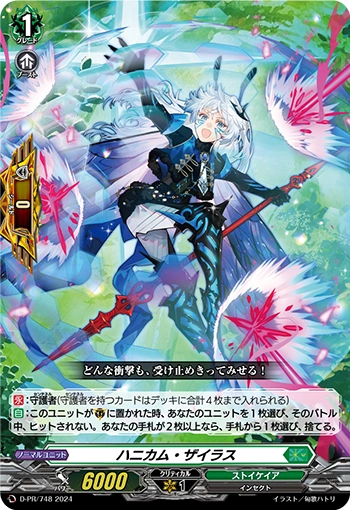 1
グレード
ブースト
シールド
0
どんな衝撃も、受け止めきってみせる！
永:守護者(守護者を持つカードはデッキに合計４枚まで入れられる)
自:このユニットが(G)に置かれた時、あなたのユニットを１枚選び、そのバトル
中、ヒットされない。あなたの手札が２枚以上なら、手札から１枚選び、捨てる。
ノーマルユニット
ハニカム・ザイラス
パワー 6000
クリティカル
1
ストイケイア
インセクト
D-PR/748 2024
イラスト／匈歌ハトリ